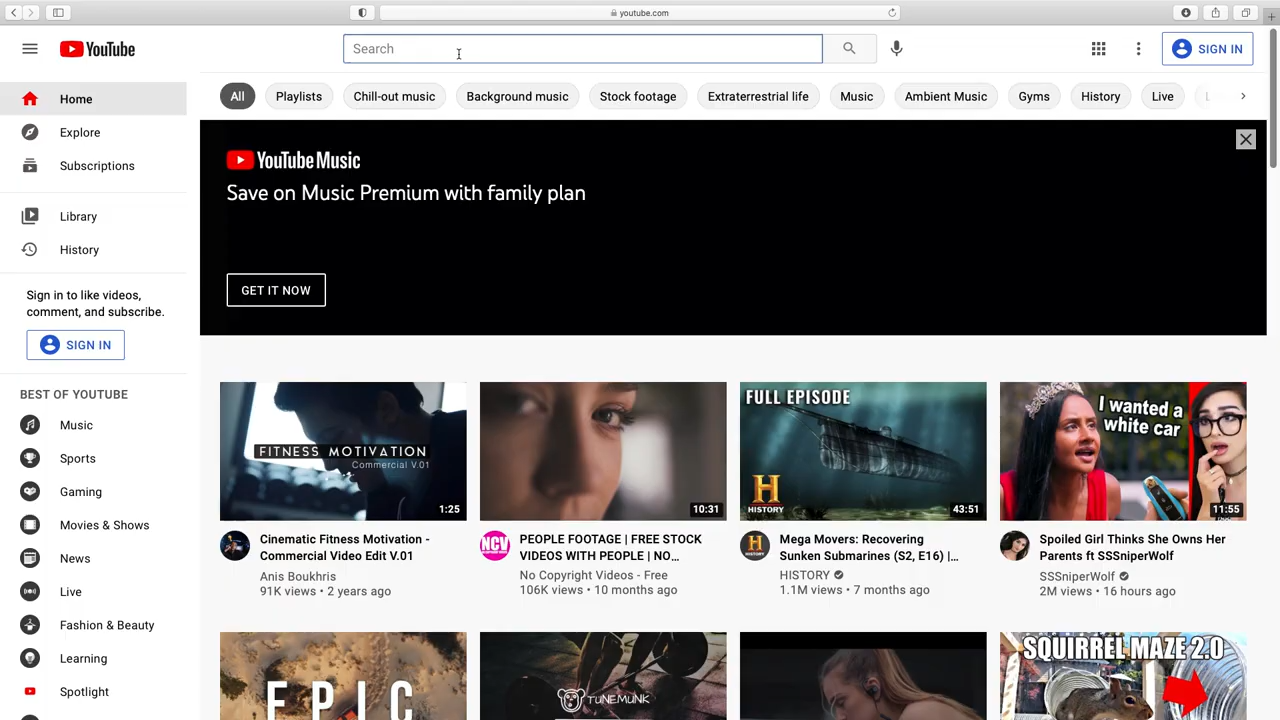 youtube.com
YouTube
Search
SIGN IN
Home
Explore
Subscriptions
Library
History
Sign in to like videos,
comment, and subscribe.
SIGN IN
BEST OF YOUTUBE
Music
Sports
Gaming
Movies & Shows
News
Live
Fashion & Beauty
Learning
Spotlight
All
Playlists
Chill-out music
Background music
Stock footage
Extraterrestrial life
Music
Ambient Music
Gyms
History
Live
YouTube Music
Save on Music Premium with family plan
GET IT NOW
FITNESS MOTIVATION
Commercial V.01
1:25
Cinematic Fitness Motivation -
Commercial Video Edit V.01
Anis Boukhris
91K views • 2 years ago
10:31
NCV
PEOPLE FOOTAGE | FREE STOCK
VIDEOS WITH PEOPLE | NO...
No Copyright Videos - Free
106K views • 10 months ago
FULL EPISODE
H
HISTORY
43:51
Mega Movers: Recovering
Sunken Submarines (S2, E16) |...
HISTORY
1.1M views • 7 months ago
I wanted a
white car
11:55
Spoiled Girl Thinks She Owns Her
Parents ft SSSniperWolf
SSSniperWolf
2M views • 16 hours ago
EPIC
TUNEMUNK
SQUIRREL MAZE 2.0